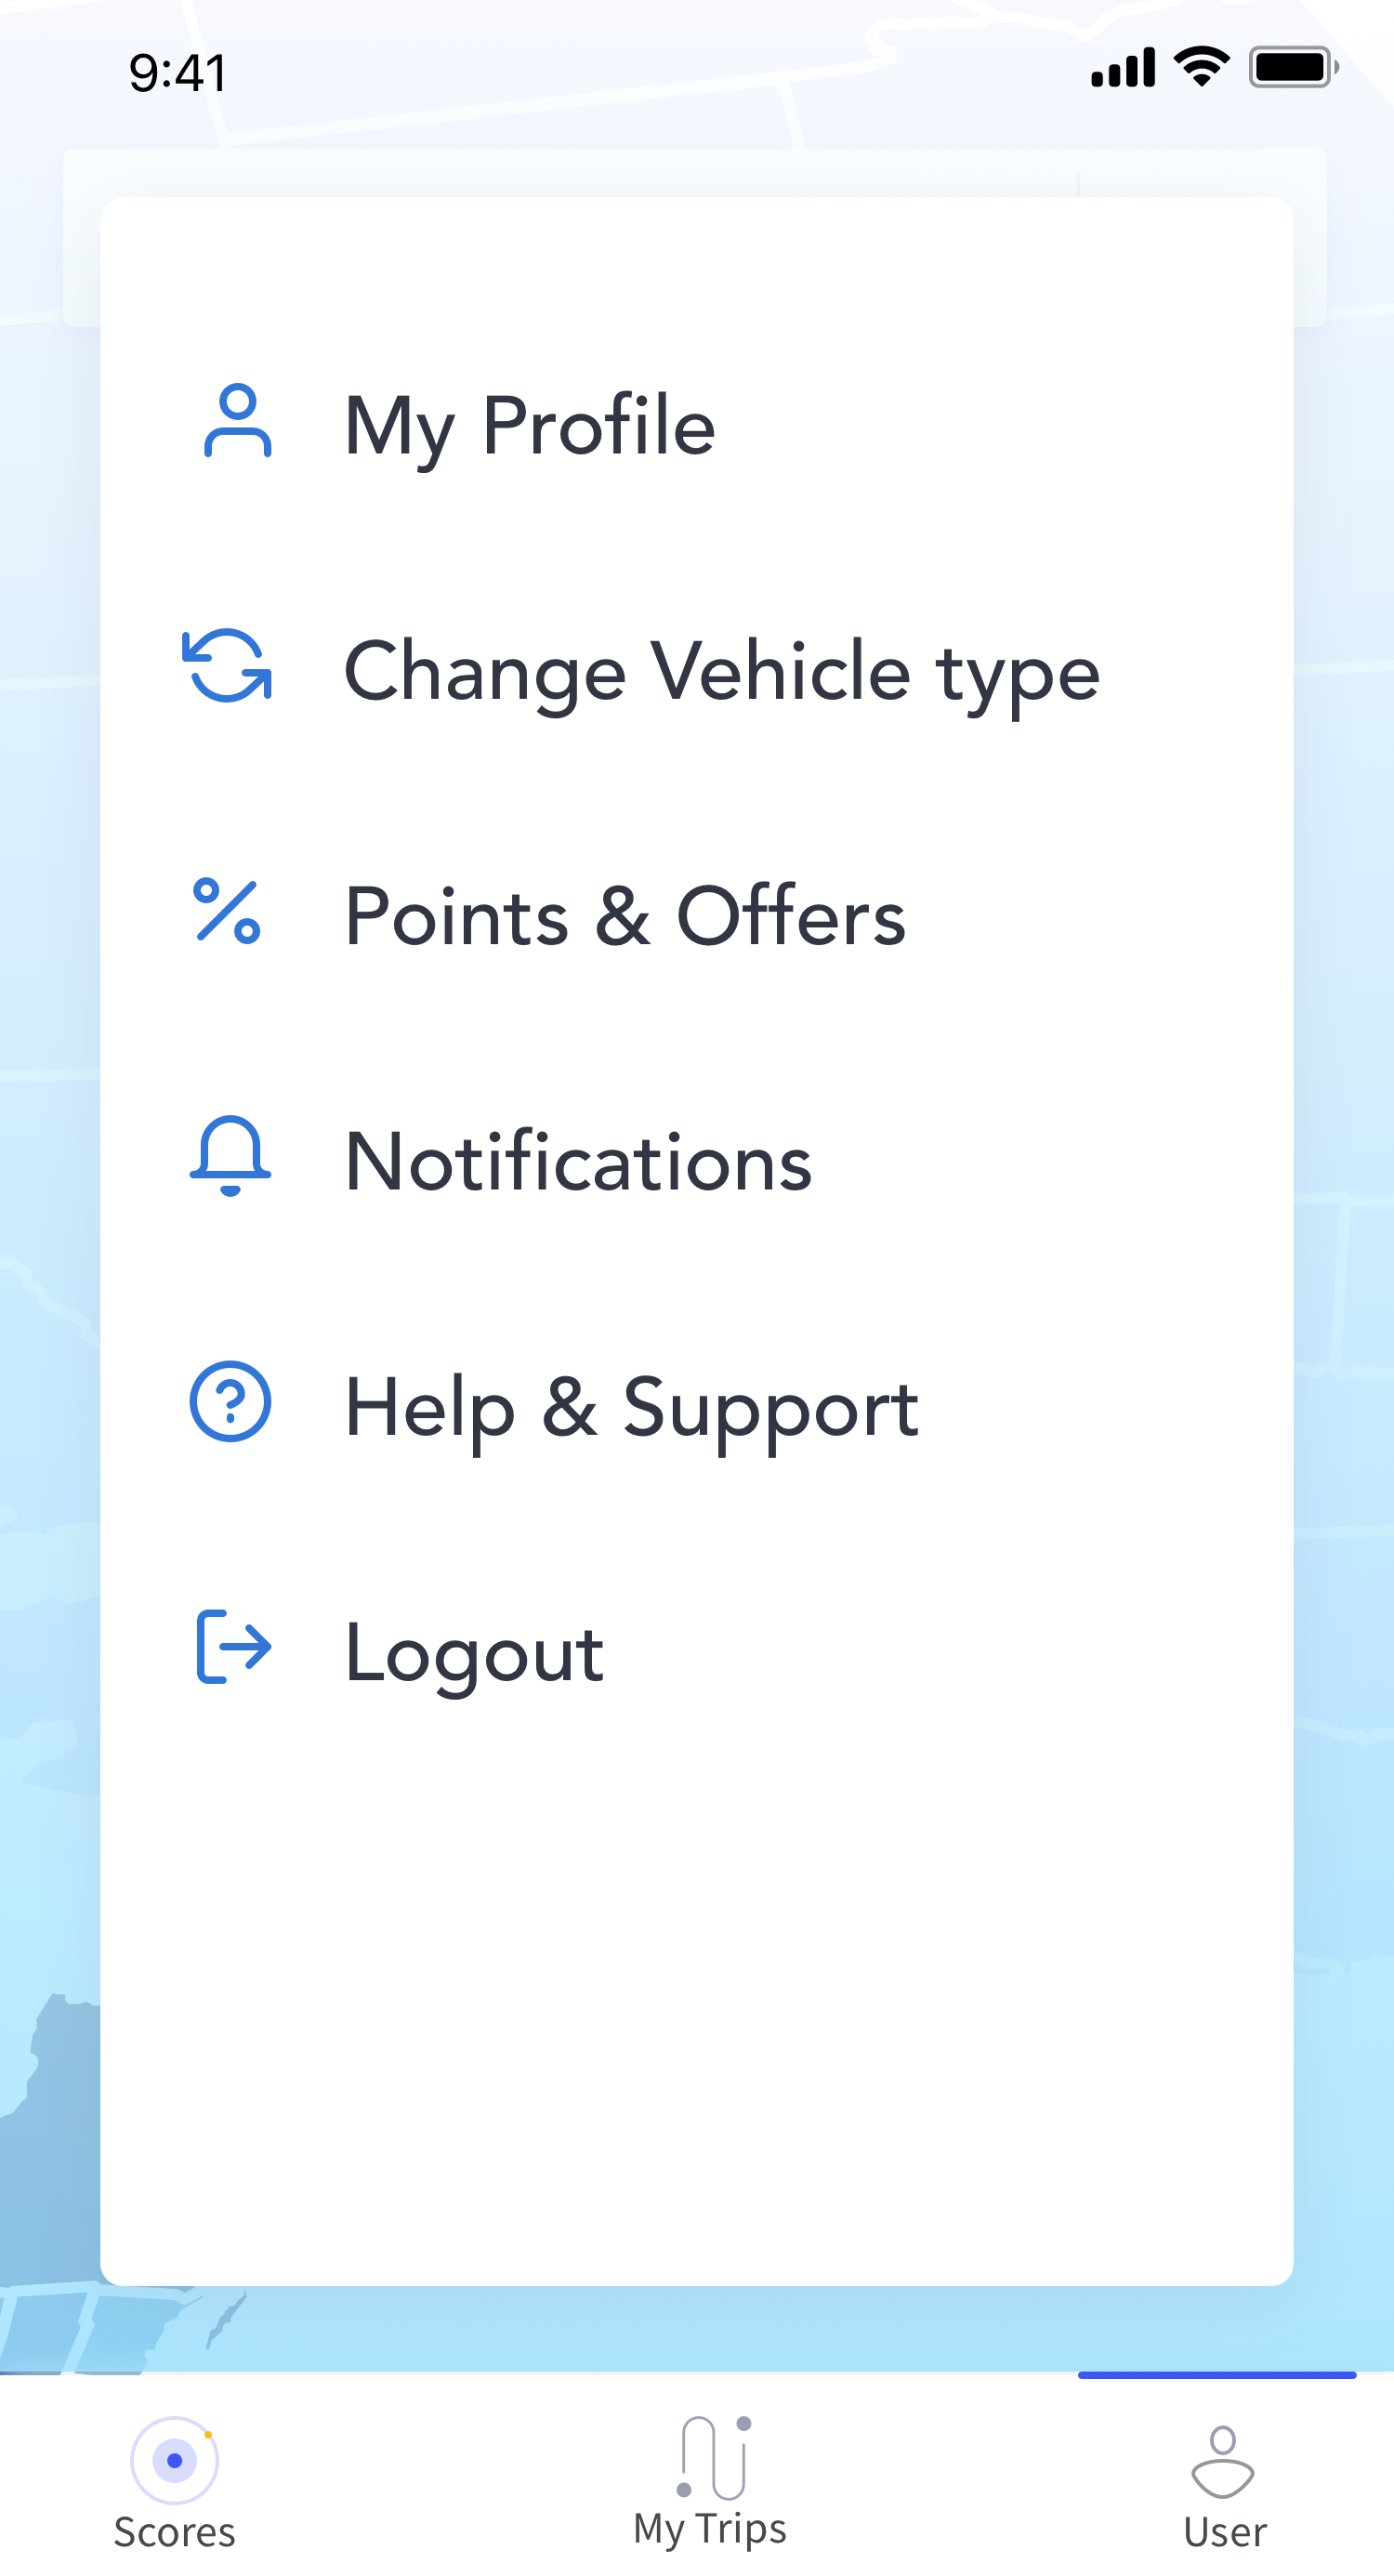 9:41
My Profile
Change Vehicle type
Points & Offers
Notifications
Help & Support
Logout
Scores
My Trips
User